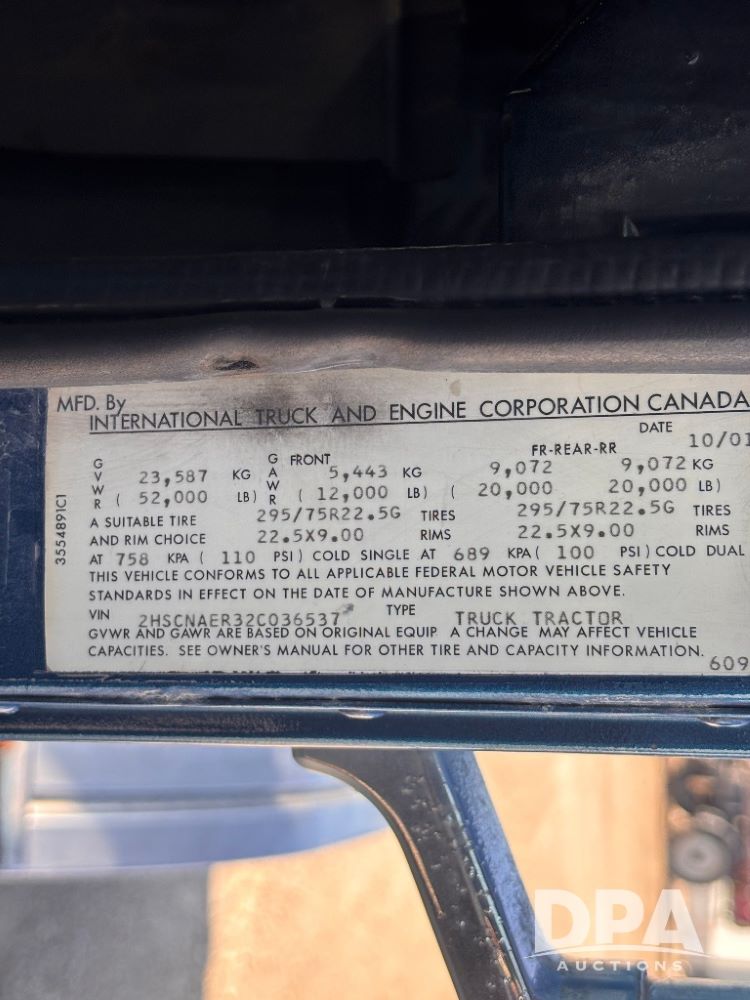 MFD. By
INTERNATIONAL TRUCK AND ENGINE CORPORATION CANADA
DATE 10/01
GVWR 23,587 KG GAWR FRONT 5,443 KG FR-REAR-RR 9,072 9,072 KG
( 52,000 LB) ( 12,000 LB) ( 20,000 20,000 LB)
A SUITABLE TIRE 295/75R22.5G TIRES 295/75R22.5G TIRES
AND RIM CHOICE 22.5X9.00 RIMS 22.5X9.00 RIMS
AT 758 KPA ( 110 PSI) COLD SINGLE AT 689 KPA ( 100 PSI) COLD DUAL
THIS VEHICLE CONFORMS TO ALL APPLICABLE FEDERAL MOTOR VEHICLE SAFETY
STANDARDS IN EFFECT ON THE DATE OF MANUFACTURE SHOWN ABOVE.
VIN 2HSCNAER32C036537 TYPE TRUCK TRACTOR
GVWR AND GAWR ARE BASED ON ORIGINAL EQUIP A CHANGE MAY AFFECT VEHICLE
CAPACITIES. SEE OWNER'S MANUAL FOR OTHER TIRE AND CAPACITY INFORMATION.
609
3554891C1
DPA
AUCTIONS